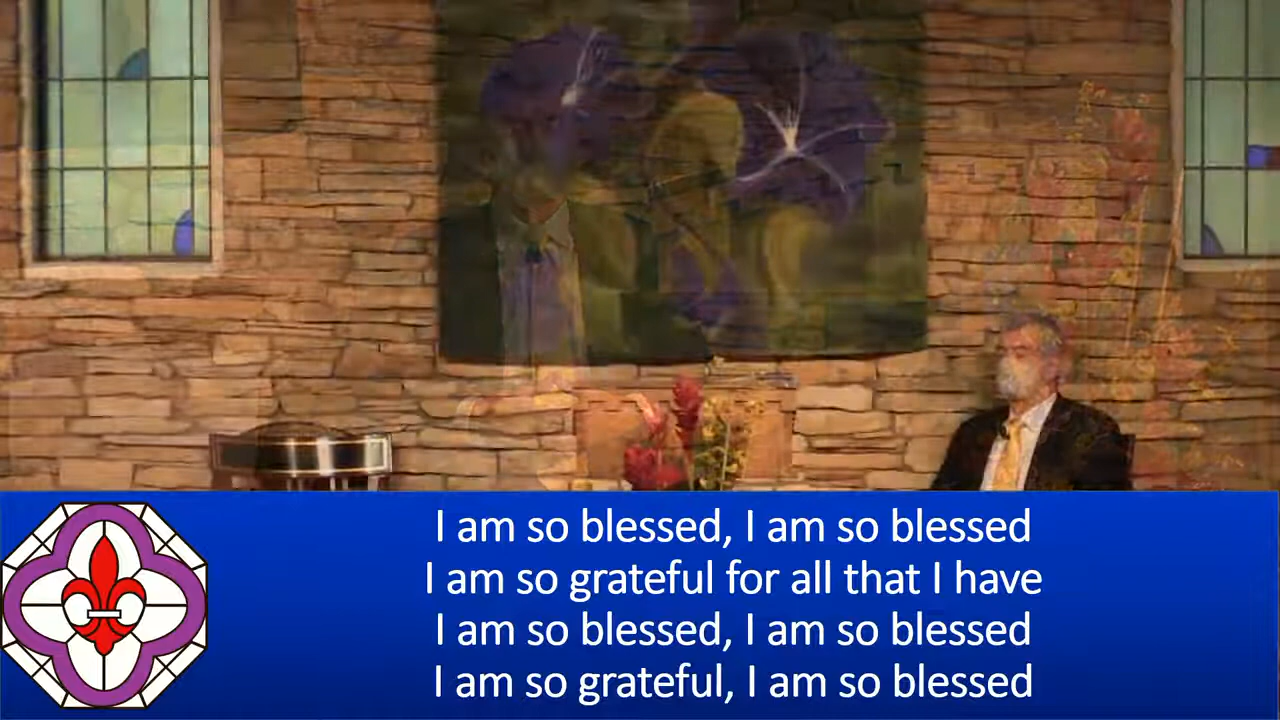 I am so blessed, I am so blessed
I am so grateful for all that I have
I am so blessed, I am so blessed
I am so grateful, I am so blessed